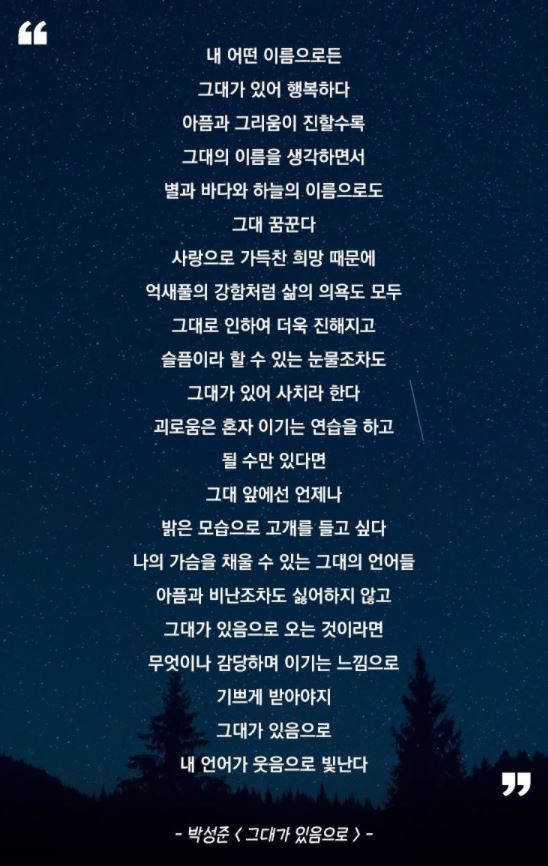 ❝
내 어떤 이름으로든
그대가 있어 행복하다
아픔과 그리움이 진할수록
그대의 이름을 생각하면서
별과 바다와 하늘의 이름으로도
그대 꿈꾼다
사랑으로 가득찬 희망 때문에
억새풀의 강함처럼 삶의 의욕도 모두
그대로 인하여 더욱 진해지고
슬픔이라 할 수 있는 눈물조차도
그대가 있어 사치라 한다
괴로움은 혼자 이기는 연습을 하고
될 수만 있다면
그대 앞에선 언제나
밝은 모습으로 고개를 들고 싶다
나의 가슴을 채울 수 있는 그대의 언어들
아픔과 비난조차도 싫어하지 않고
그대가 있음으로 오는 것이라면
무엇이나 감당하며 이기는 느낌으로
기쁘게 받아야지
그대가 있음으로
내 언어가 웃음으로 빛난다
❞
- 박성준 < 그대가 있음으로 > -